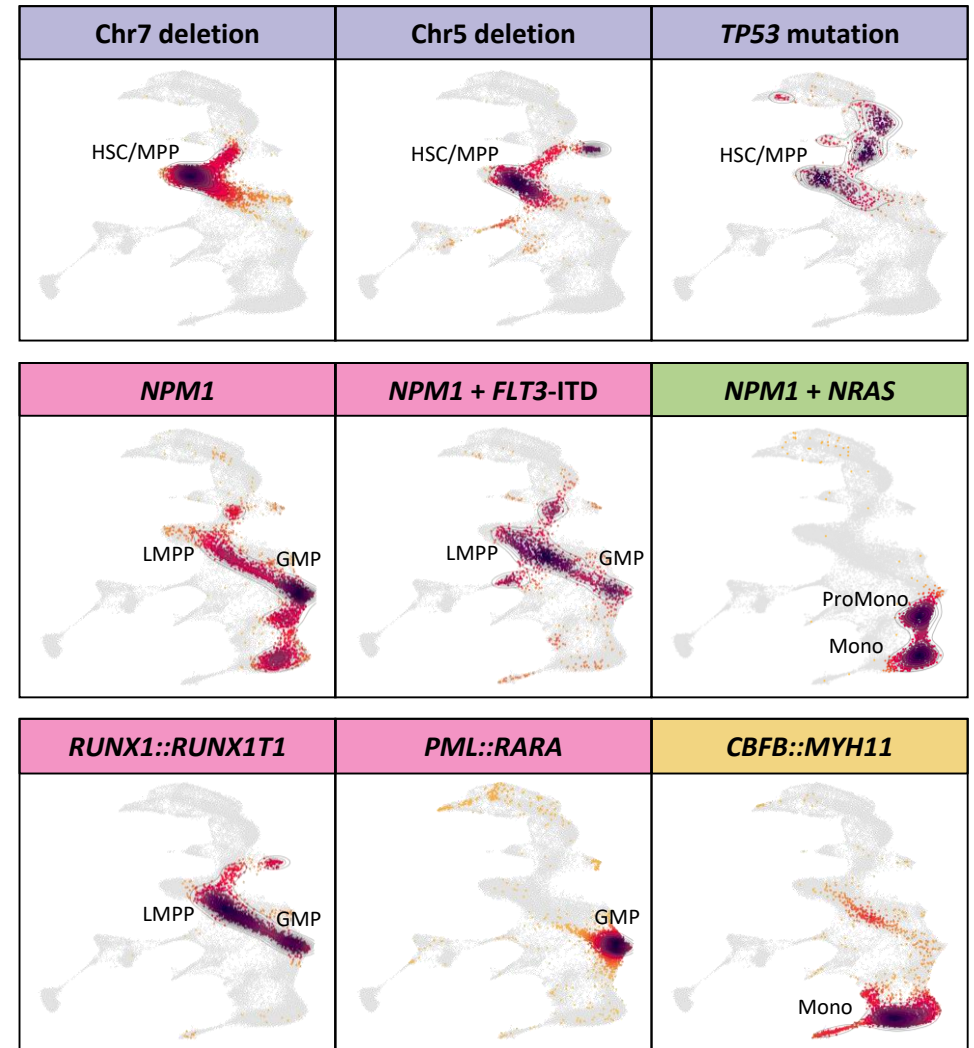 Chr7 deletion
Chr5 deletion
TP53 mutation
HSC/MPP
HSC/MPP
HSC/MPP
NPM1
NPM1 + FLT3-ITD
NPM1 + NRAS
LMPP
GMP
LMPP
GMP
ProMono
Mono
RUNX1::RUNX1T1
PML::RARA
CBFB::MYH11
LMPP
GMP
GMP
Mono